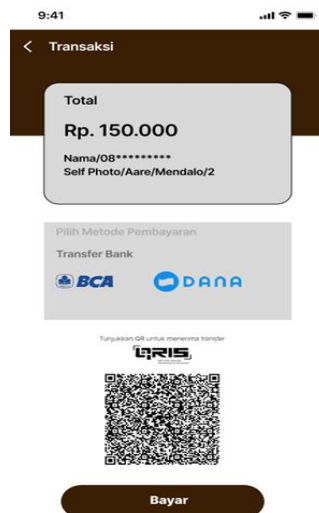 9:41
Transaksi
Total
Rp. 150.000
Nama/08*********
Self Photo/Aare/Mendalo/2
Pilih Metode Pembayaran
Transfer Bank
BCA DANA
Tunjukkan QR untuk menerima transfer
QRIS
Bayar